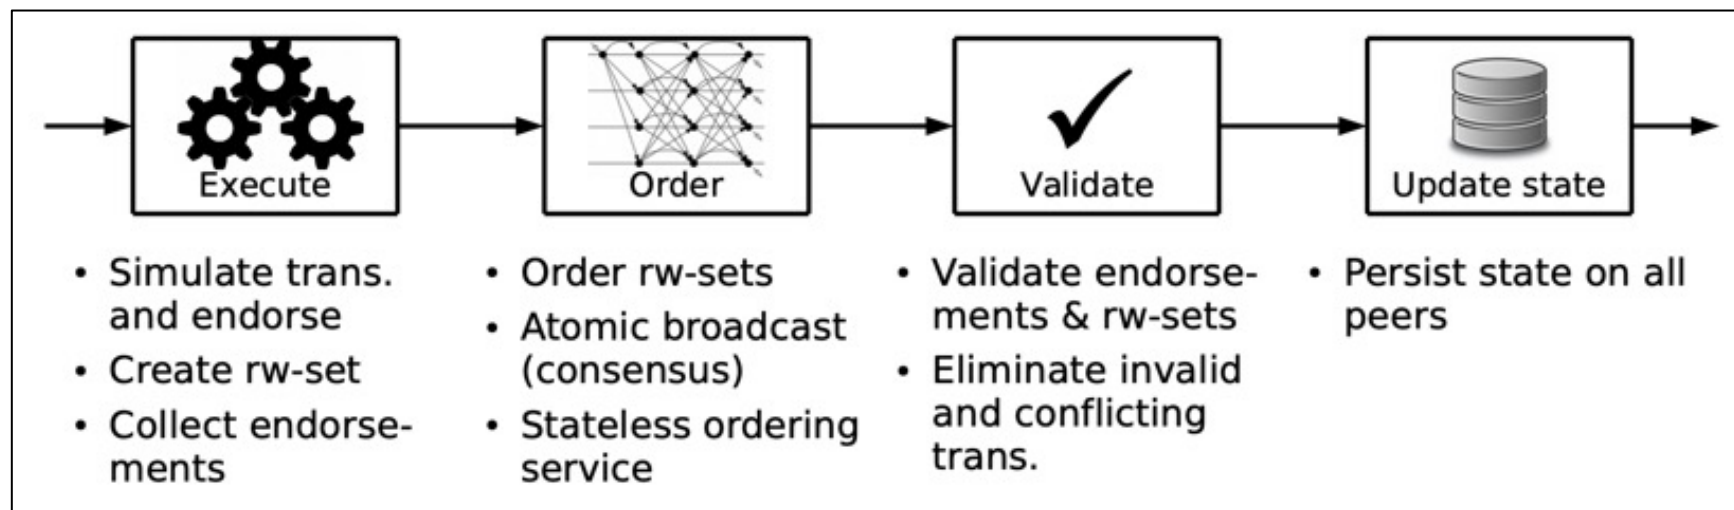 Execute
Order
Validate
Update state
• Simulate trans.
and endorse
• Create rw-set
• Collect endorse-
ments
• Order rw-sets
• Atomic broadcast
(consensus)
• Stateless ordering
service
• Validate endorse-
ments & rw-sets
• Eliminate invalid
and conflicting
trans.
• Persist state on all
peers